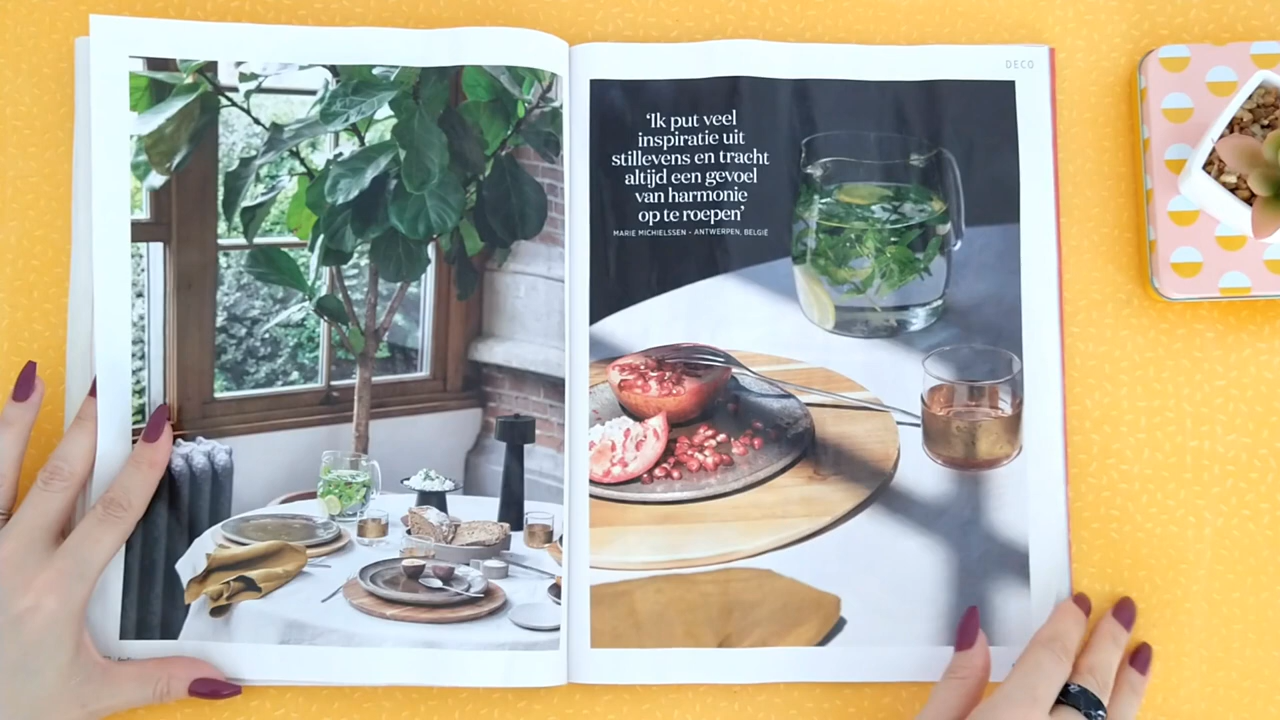 DECO
‘Ik put veel
inspiratie uit
stillevens en tracht
altijd een gevoel
van harmonie
op te roepen’
MARIE MICHIELSSEN - ANTWERPEN, BELGIË